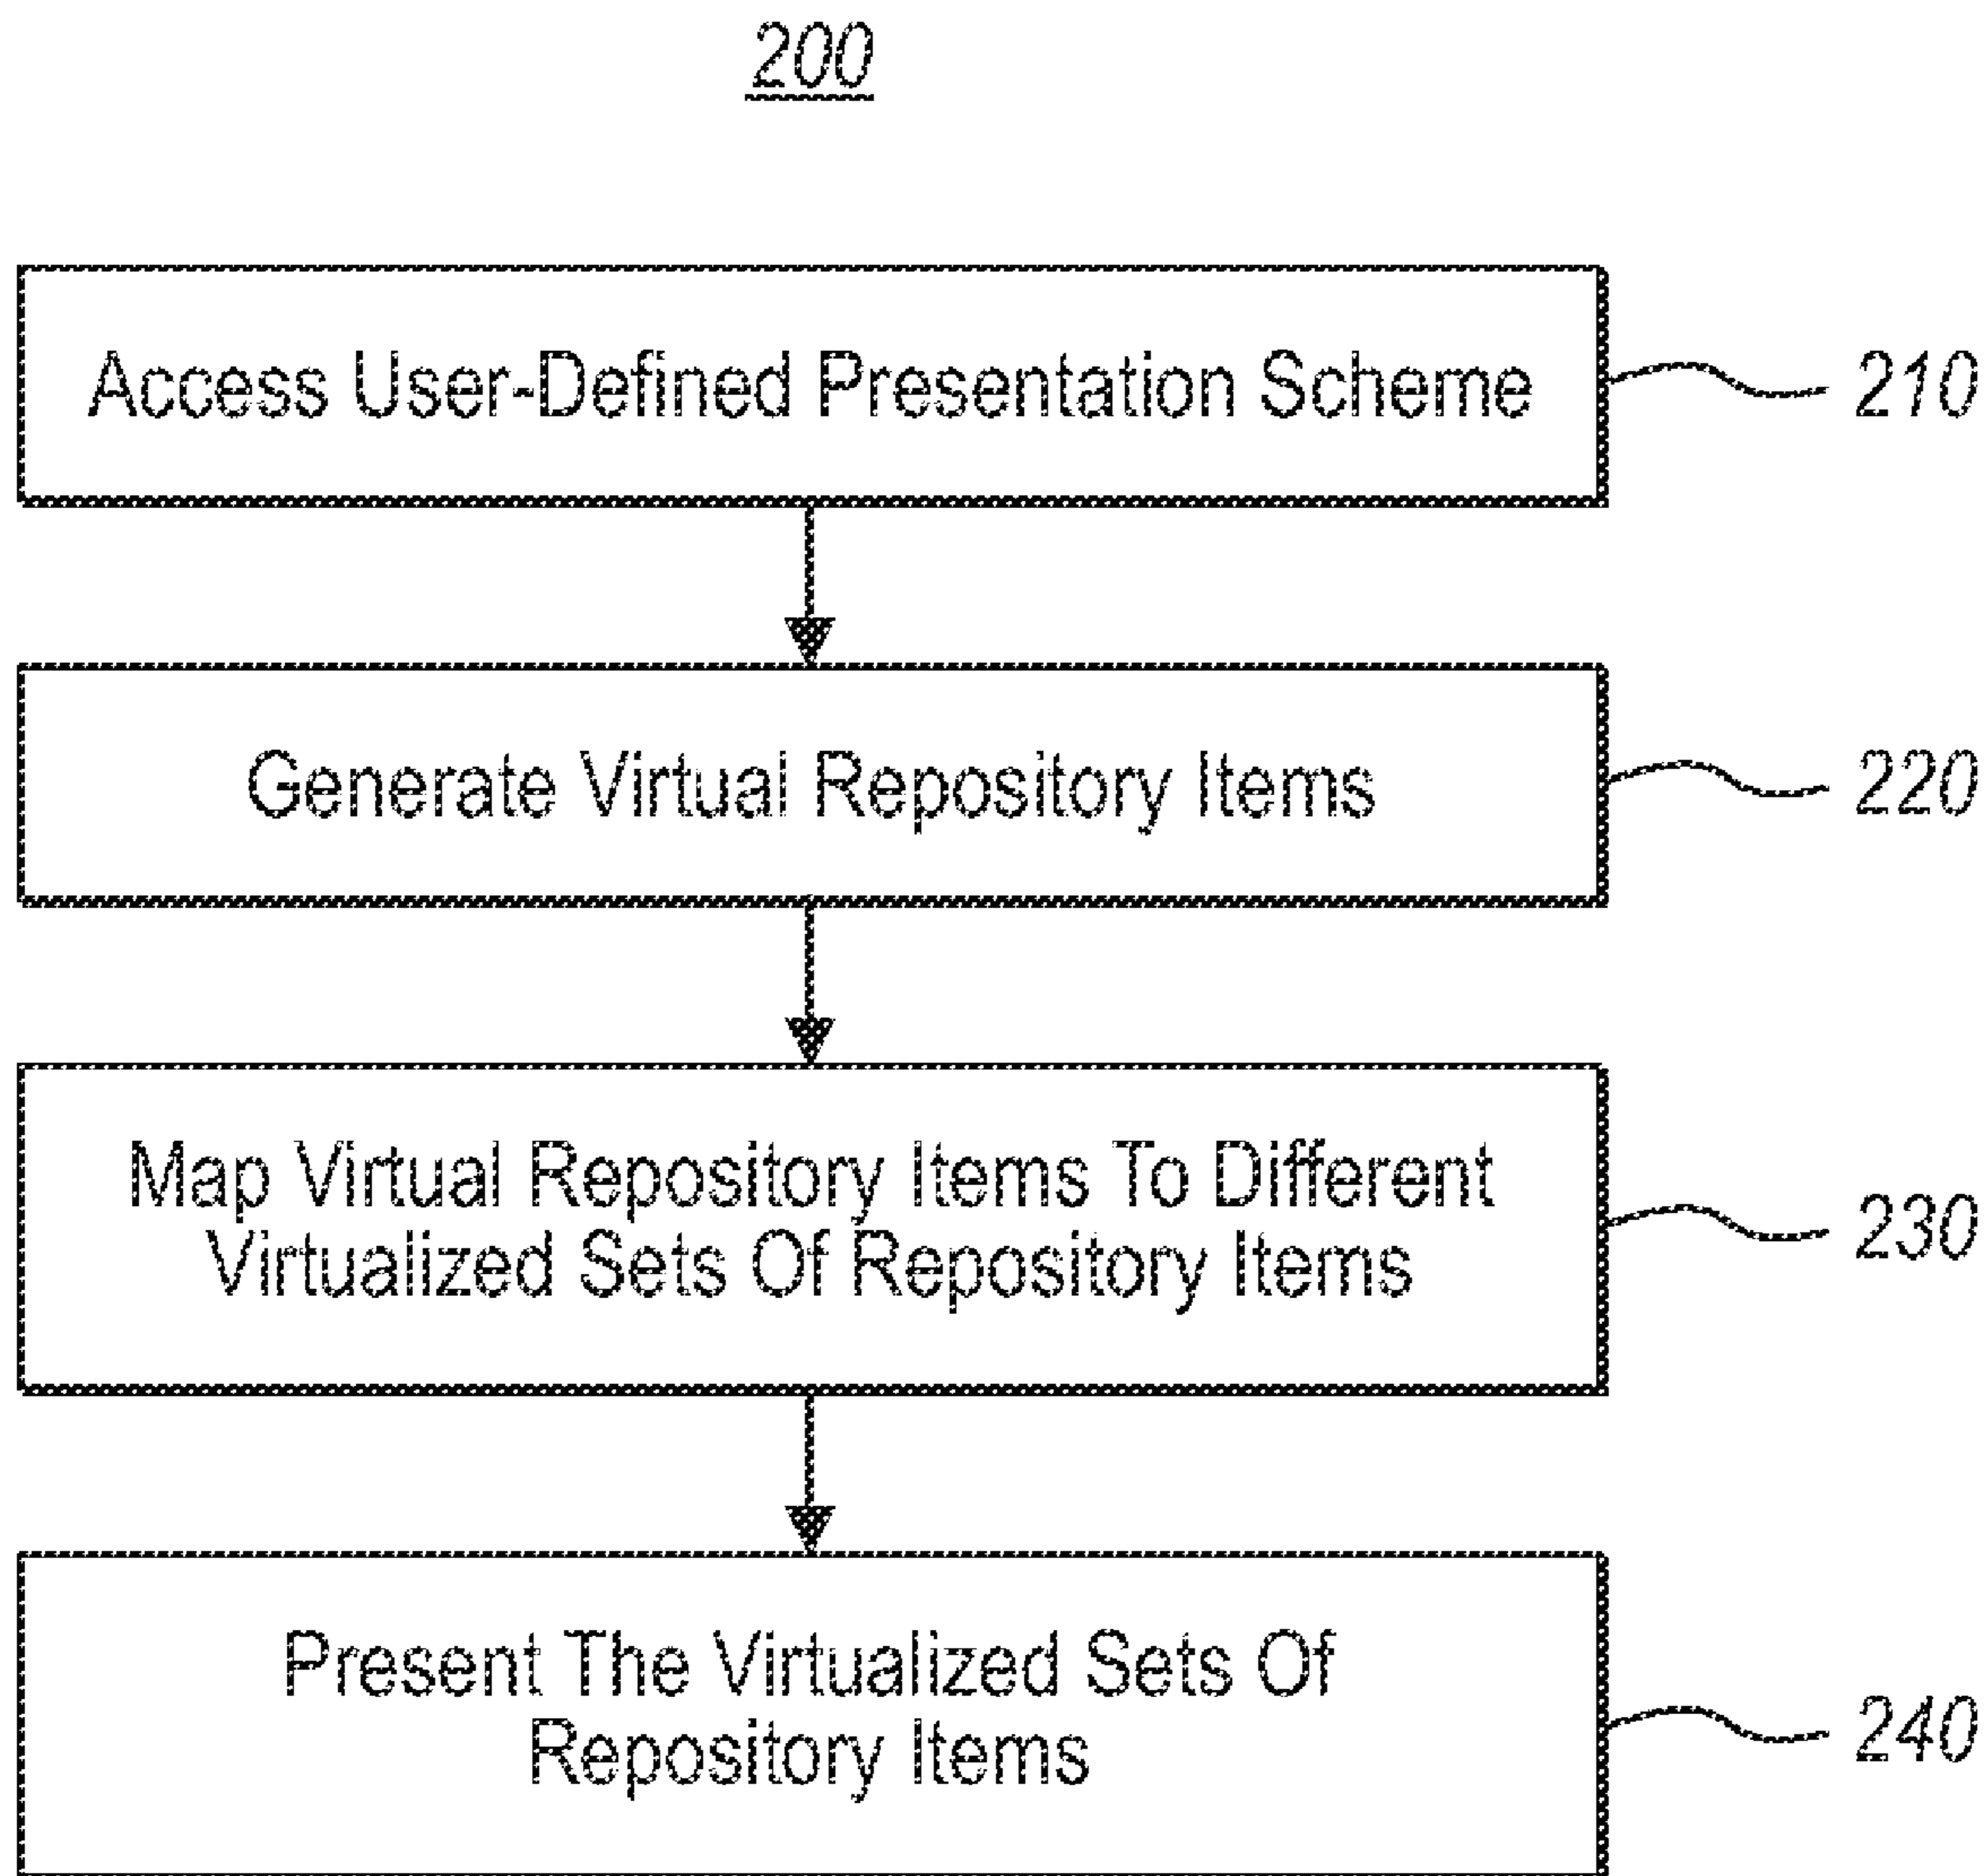 200
Access User-Defined Presentation Scheme
210
Generate Virtual Repository Items
220
Map Virtual Repository Items To Different
Virtualized Sets Of Repository Items
230
Present The Virtualized Sets Of
Repository Items
240